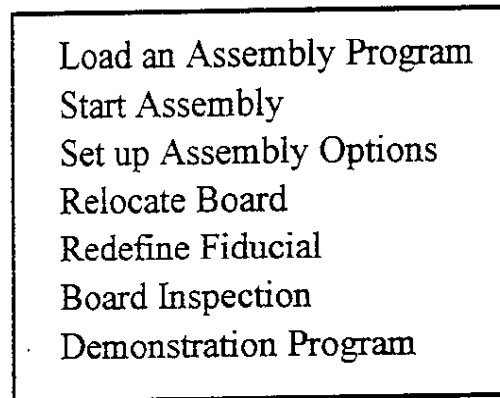 Load an Assembly Program
Start Assembly
Set up Assembly Options
Relocate Board
Redefine Fiducial
Board Inspection
Demonstration Program